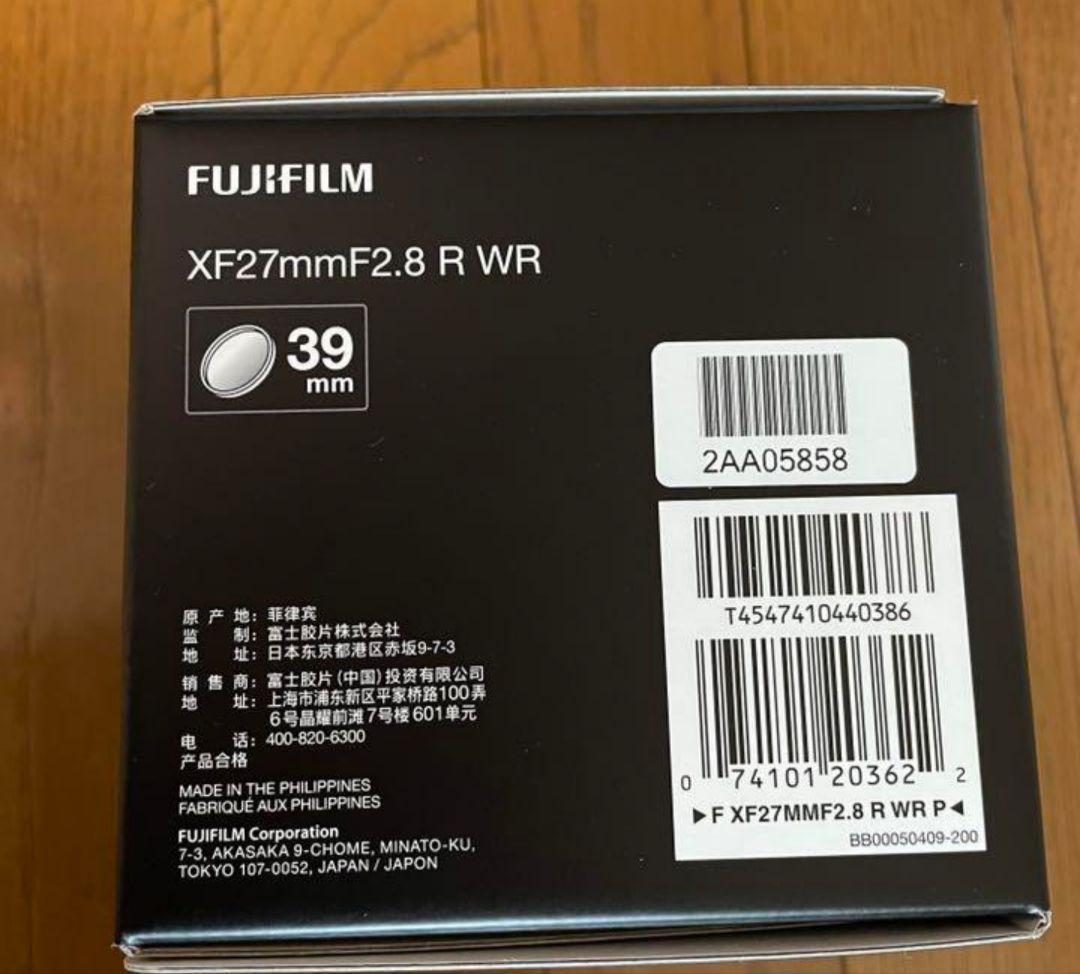 FUJIFILM
XF27mmF2.8 R WR
39
mm
2AA05858
T4547410440386
0 74101 20362 2
▶F XF27MMF2.8 R WR P◀
BB00050409-200
原 产 地：菲律宾
监 制：富士胶片株式会社
地 址：日本东京都港区赤坂9-7-3
销 售 商：富士胶片（中国）投资有限公司
地 址：上海市浦东新区平家桥路100弄
6号晶耀前滩7号楼601单元
电 话：400-820-6300
产品合格
MADE IN THE PHILIPPINES
FABRIQUÉ AUX PHILIPPINES
FUJIFILM Corporation
7-3, AKASAKA 9-CHOME, MINATO-KU,
TOKYO 107-0052, JAPAN / JAPON